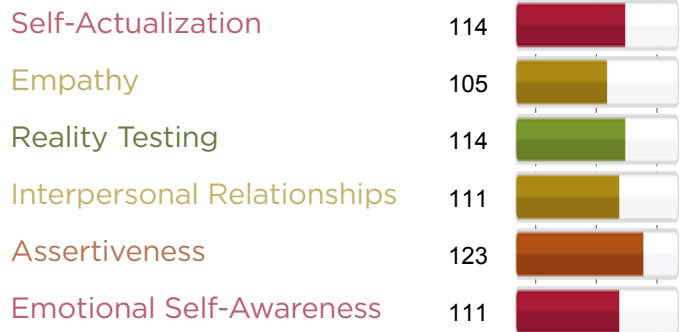 Self-Actualization 114
Empathy 105
Reality Testing 114
Interpersonal Relationships 111
Assertiveness 123
Emotional Self-Awareness 111